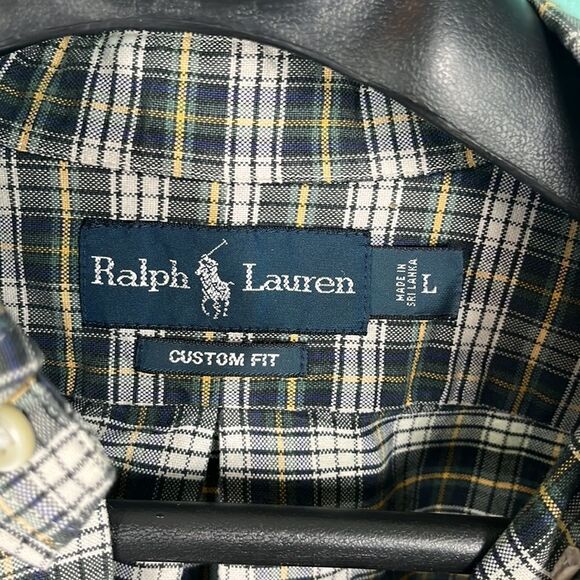 Ralph Lauren
MADE IN
SRI LANKA
L
CUSTOM FIT